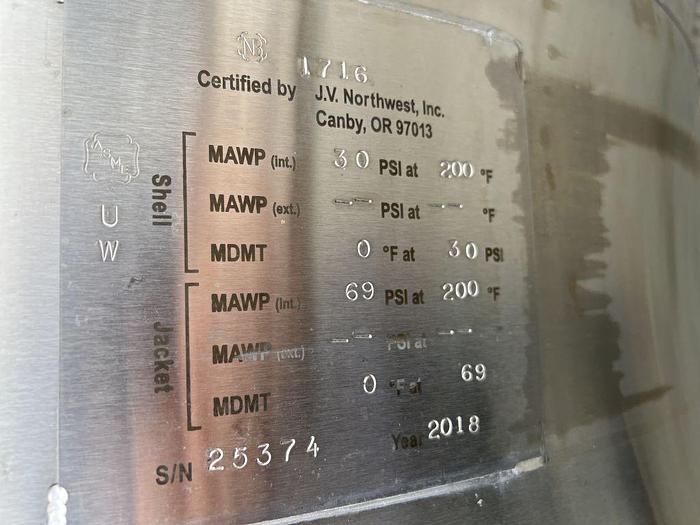 NB
1716
Certified by J.V. Northwest, Inc.
Canby, OR 97013
ASME
U
W
Shell
MAWP (int.) 30 PSI at 200 °F
MAWP (ext.) -- PSI at -- °F
MDMT 0 °F at 30 PSI
Jacket
MAWP (int.) 69 PSI at 200 °F
MAWP (ext.) -- PSI at --
MDMT 0 °F at 69
S/N 25374 Year 2018